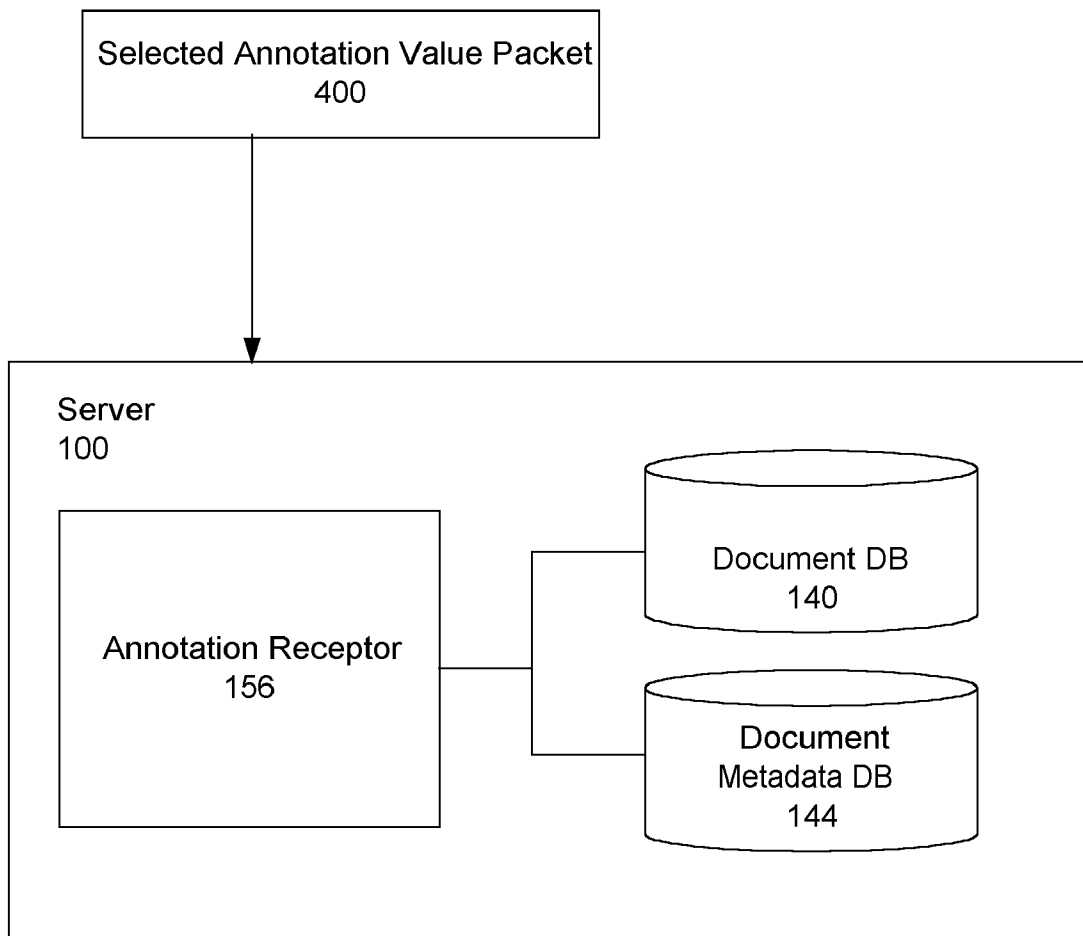 Selected Annotation Value Packet
400
Server
100
Annotation Receptor
156
Document DB
140
Document
Metadata DB
144